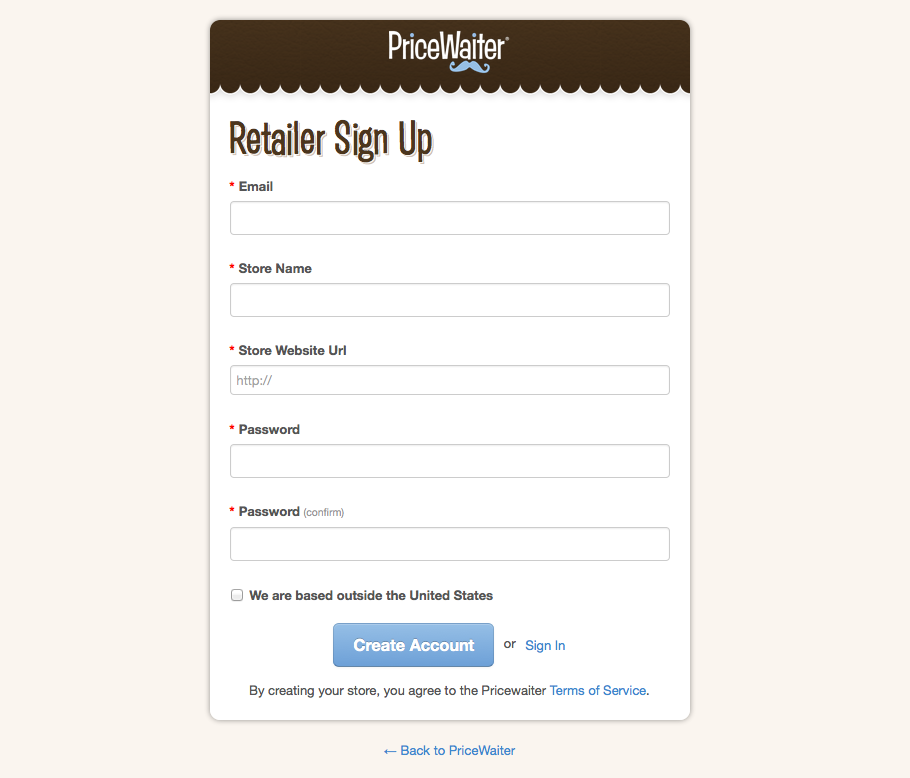 PriceWaiter®
Retailer Sign Up
* Email
* Store Name
* Store Website Url
http://
* Password
* Password (confirm)
We are based outside the United States
Create Account or Sign In
By creating your store, you agree to the Pricewaiter Terms of Service.
← Back to PriceWaiter